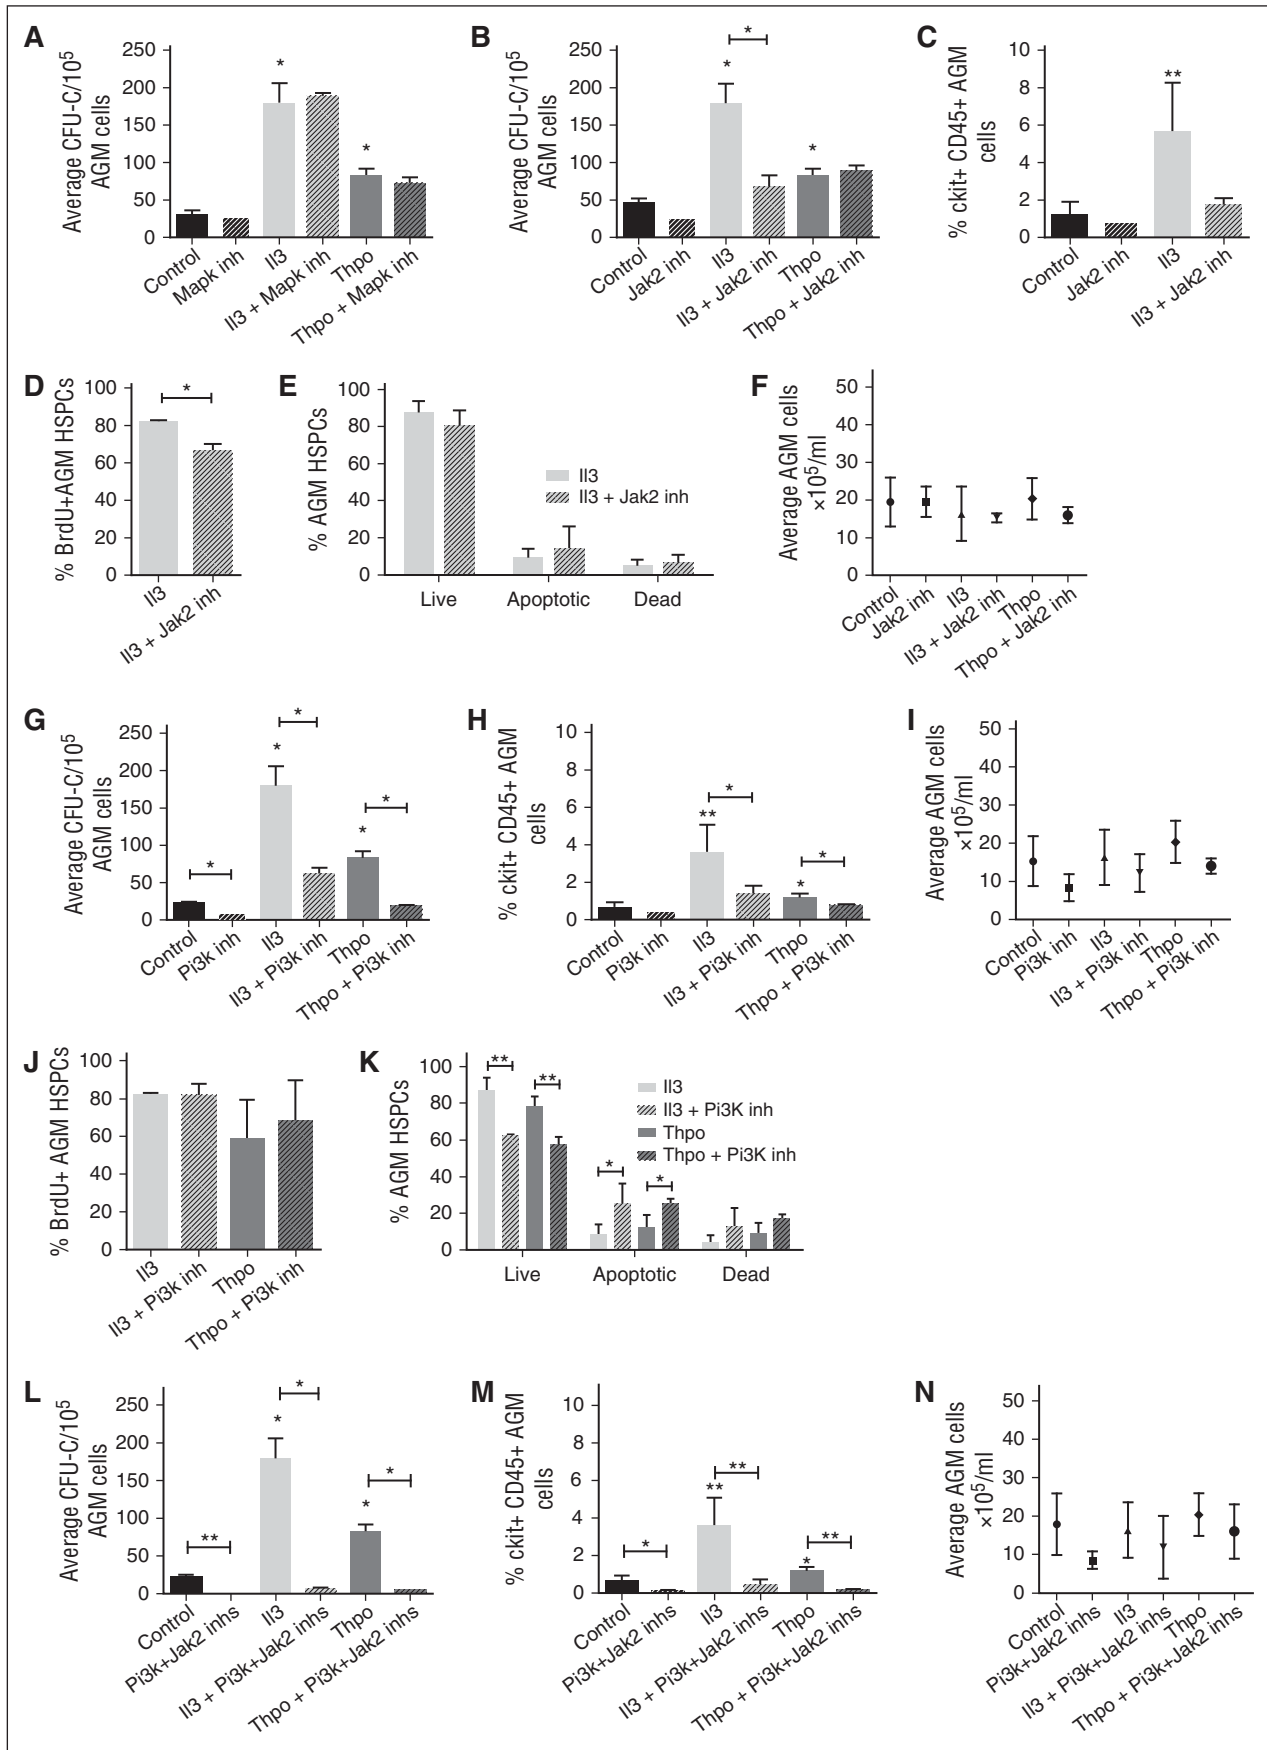 A
Average CFU-C/10⁵
AGM cells
250
200
150
100
50
0
*
*
Control
Mapk inh
Il3
Il3 + Mapk inh
Thpo
Thpo + Mapk inh
B
Average CFU-C/10⁵
AGM cells
250
200
150
100
50
0
*
*
*
Control
Jak2 inh
Il3
Il3 + Jak2 inh
Thpo
Thpo + Jak2 inh
C
% ckit+ CD45+ AGM
cells
10
8
6
4
2
0
**
Control
Jak2 inh
Il3
Il3 + Jak2 inh
D
% BrdU+AGM HSPCs
100
80
60
40
20
0
*
Il3
Il3 + Jak2 inh
E
% AGM HSPCs
100
80
60
40
20
0
Il3
Il3 + Jak2 inh
Live
Apoptotic
Dead
F
Average AGM cells
×10⁵/ml
50
40
30
20
10
0
Control
Jak2 inh
Il3
Il3 + Jak2 inh
Thpo
Thpo + Jak2 inh
G
Average CFU-C/10⁵
AGM cells
250
200
150
100
50
0
*
*
*
*
*
Control
Pi3k inh
Il3
Il3 + Pi3k inh
Thpo
Thpo + Pi3k inh
H
% ckit+ CD45+ AGM
cells
10
8
6
4
2
0
**
*
*
*
Control
Pi3K inh
Il3
Il3 + Pi3K inh
Thpo
Thpo + Pi3K inh
I
Average AGM cells
×10⁵/ml
50
40
30
20
10
0
Control
Pi3K inh
Il3
Il3 + Pi3K inh
Thpo
Thpo + Pi3K inh
J
% BrdU+ AGM HSPCs
100
80
60
40
20
0
Il3
Il3 + Pi3k inh
Thpo
Thpo + Pi3k inh
K
% AGM HSPCs
100
80
60
40
20
0
**
**
*
*
Il3
Il3 + Pi3K inh
Thpo
Thpo + Pi3K inh
Live
Apoptotic
Dead
L
Average CFU-C/10⁵
AGM cells
250
200
150
100
50
0
**
*
*
*
*
Control
Pi3k+Jak2 inhs
Il3
Il3 + Pi3k+Jak2 inhs
Thpo
Thpo + Pi3k+Jak2 inhs
M
% ckit+ CD45+ AGM
cells
10
8
6
4
2
0
*
**
**
*
**
Control
Pi3k+Jak2 inhs
Il3
Il3 + Pi3k+Jak2 inhs
Thpo
Thpo + Pi3k+Jak2 inhs
N
Average AGM cells
×10⁵/ml
50
40
30
20
10
0
Control
Pi3k+Jak2 inhs
Il3
Il3 + Pi3k+Jak2 inhs
Thpo
Thpo + Pi3k+Jak2 inhs